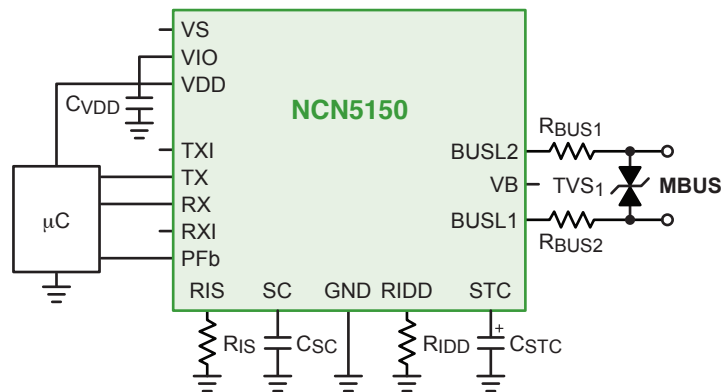 VS
VIO
VDD
CVDD
NCN5150
TXI
TX
RX
RXI
PFb
μC
BUSL2
VB
BUSL1
RBUS1
TVS1
MBUS
RBUS2
RIS
SC
GND
RIDD
STC
RIS
CSC
RIDD
+
CSTC